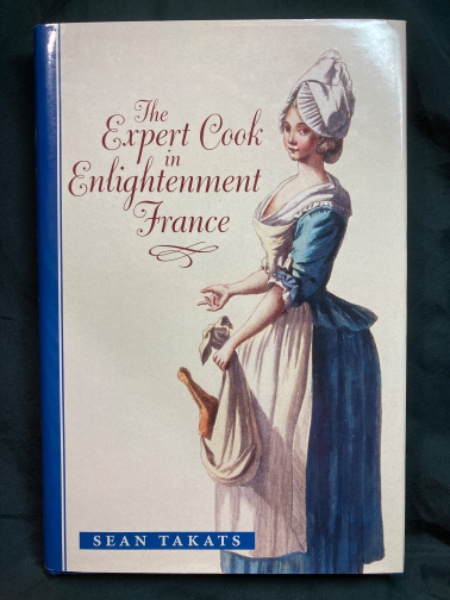 The
Expert Cook
in
Enlightenment
France
SEAN TAKATS